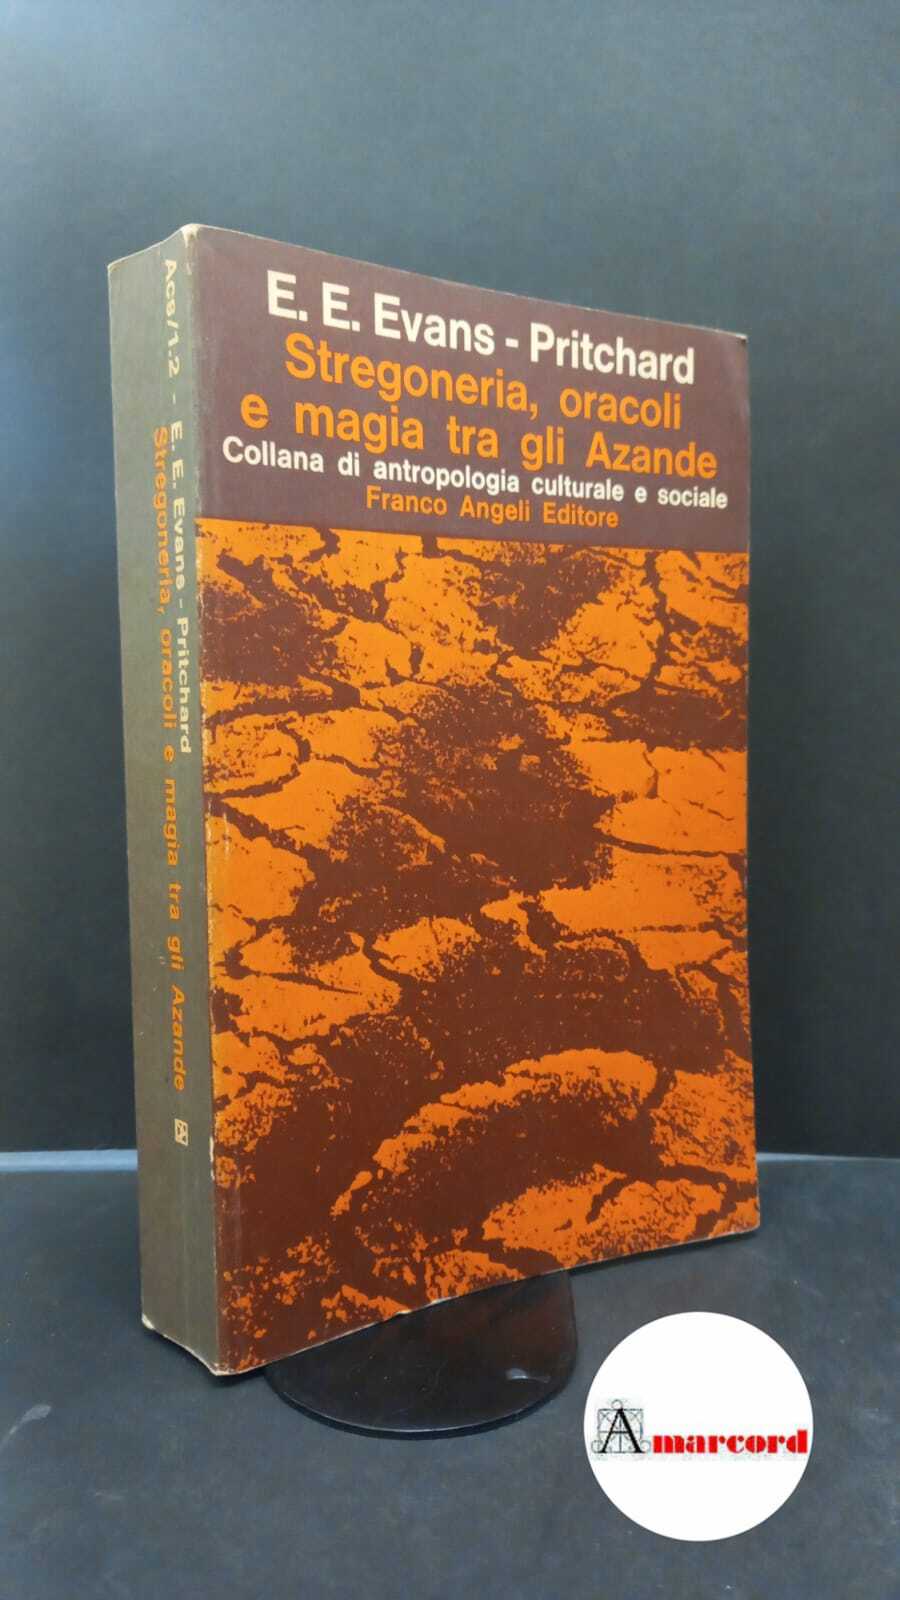 E. E. Evans - Pritchard
Stregoneria, oracoli
e magia tra gli Azande
Collana di antropologia culturale e sociale
Franco Angeli Editore
Acs/1.2 - E. E. Evans - Pritchard
Stregoneria, oracoli e magia tra gli Azande
Amarcord